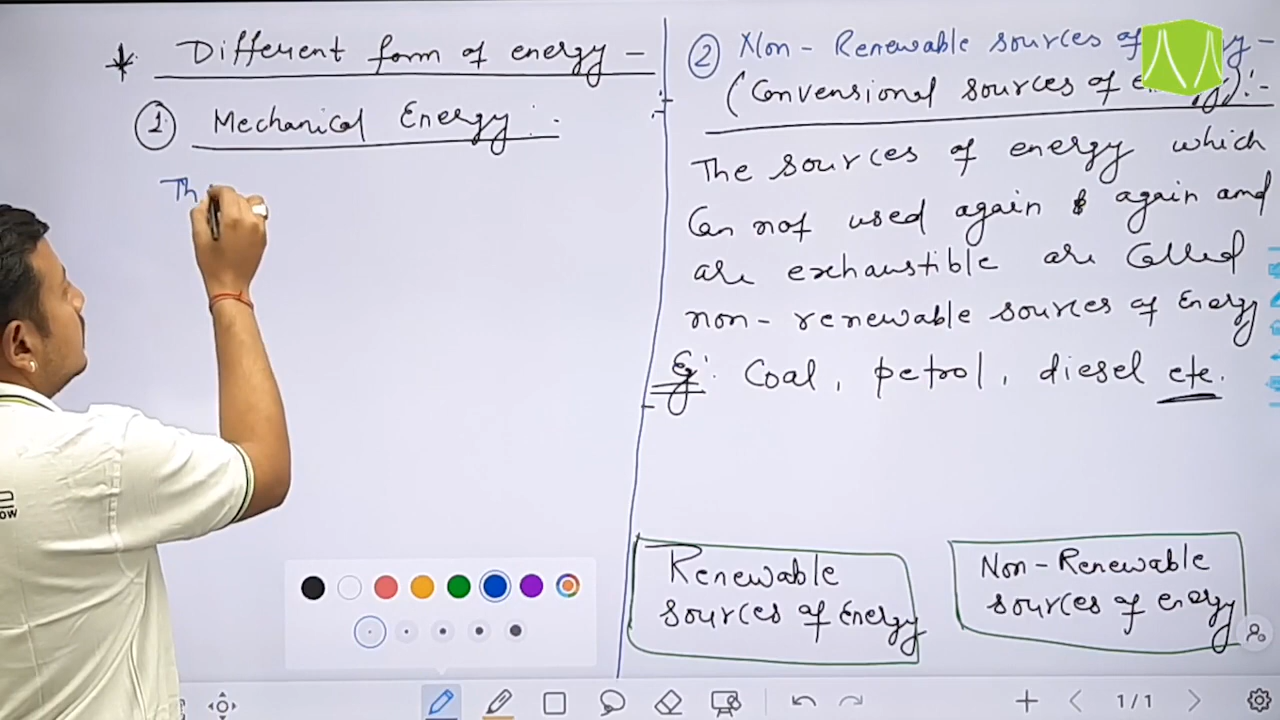 * Different form of energy -
① Mechanical Energy :-
Th
② Non - Renewable sources of
(Convensional sources of Energy) :-
The sources of energy which
Can not used again & again and
are exhaustible are Called
non - renewable sources of Energy
Eg: Coal, petrol, diesel etc.
Renewable
sources of Energy
Non - Renewable
sources of energy
OW
1/1